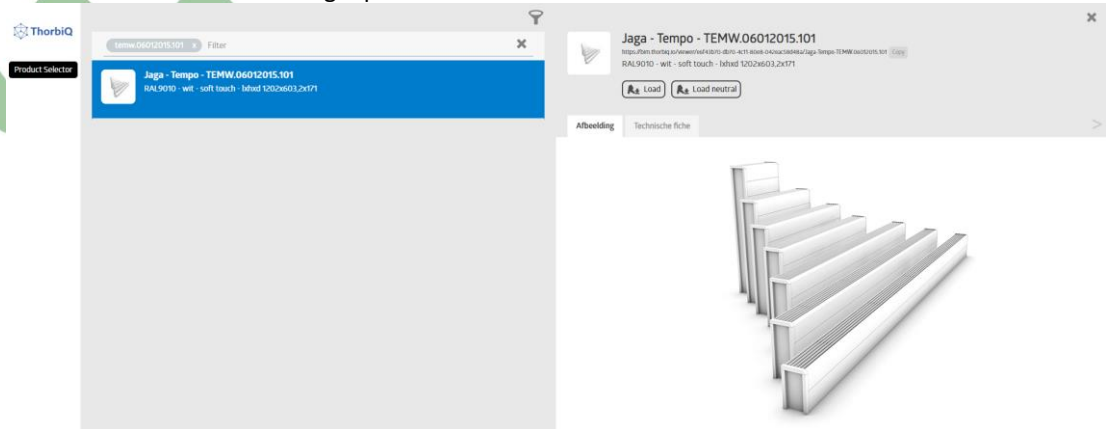 ThorbiQ
Product Selector
temw.06012015.101 x Filter
Jaga - Tempo - TEMW.06012015.101
RAL9010 - wit - soft touch - lxhxd 1202x603,2x171
Jaga - Tempo - TEMW.06012015.101
Copy
RAL9010 - wit - soft touch - lxhxd 1202x603,2x171
Load Load neutral
Afbeelding Technische fiche